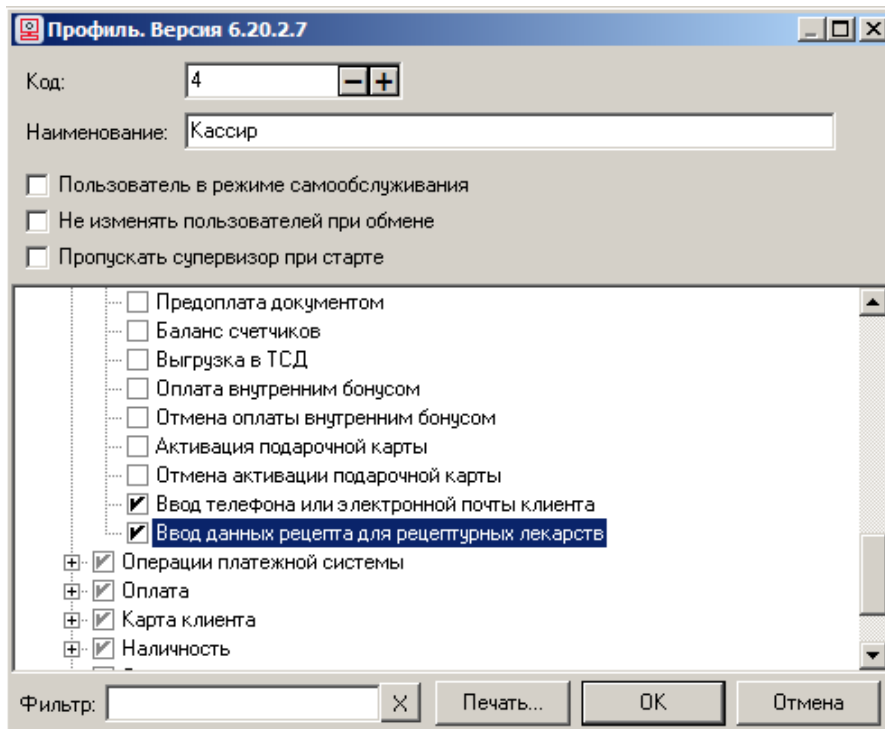 Профиль. Версия 6.20.2.7
Код: 4
Наименование: Кассир
Пользователь в режиме самообслуживания
Не изменять пользователей при обмене
Пропускать супервизор при старте
Предоплата документом
Баланс счетчиков
Выгрузка в ТСД
Оплата внутренним бонусом
Отмена оплаты внутренним бонусом
Активация подарочной карты
Отмена активации подарочной карты
Ввод телефона или электронной почты клиента
Ввод данных рецепта для рецептурных лекарств
Операции платежной системы
Оплата
Карта клиента
Наличность
Фильтр: X Печать... OK Отмена